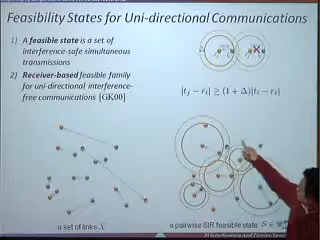 Feasibility States for Uni-directional Communications
1) A feasible state is a set of
interference-safe simultaneous
transmissions
2) Receiver-based feasible family
for uni-directional interference-
free communications [GK00]
|t_j − r_i| ≥ (1 + Δ)|t_i − r_i|
a set of links
a pairwise SIR feasible state